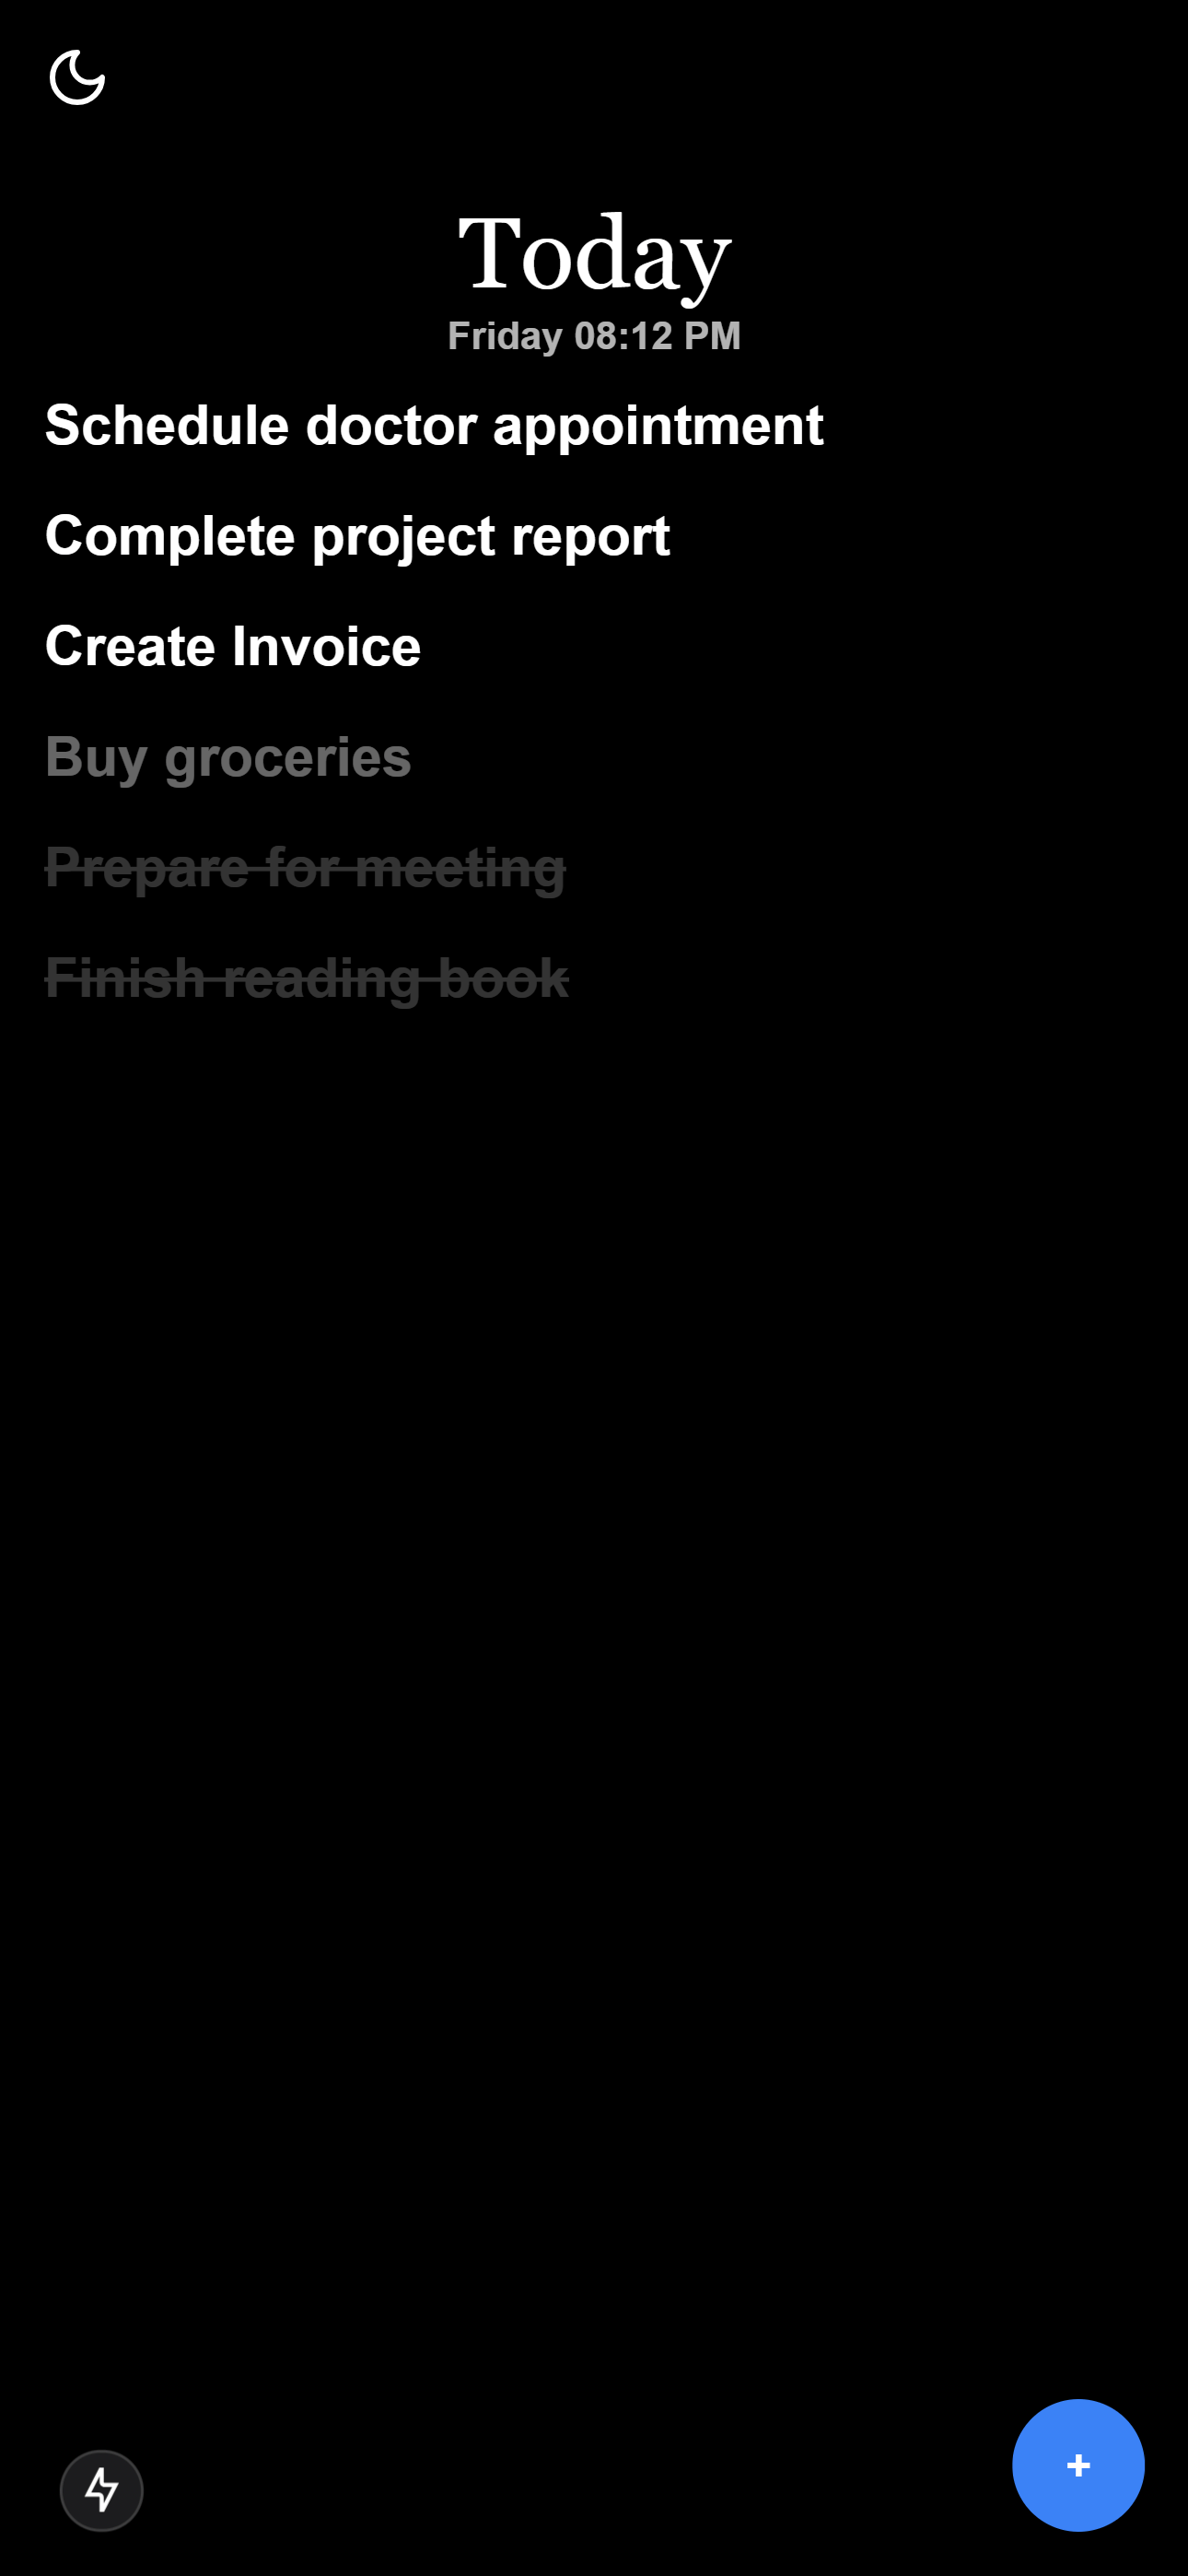 Today
Friday 08:12 PM
Schedule doctor appointment
Complete project report
Create Invoice
Buy groceries
Prepare for meeting
Finish reading book
+